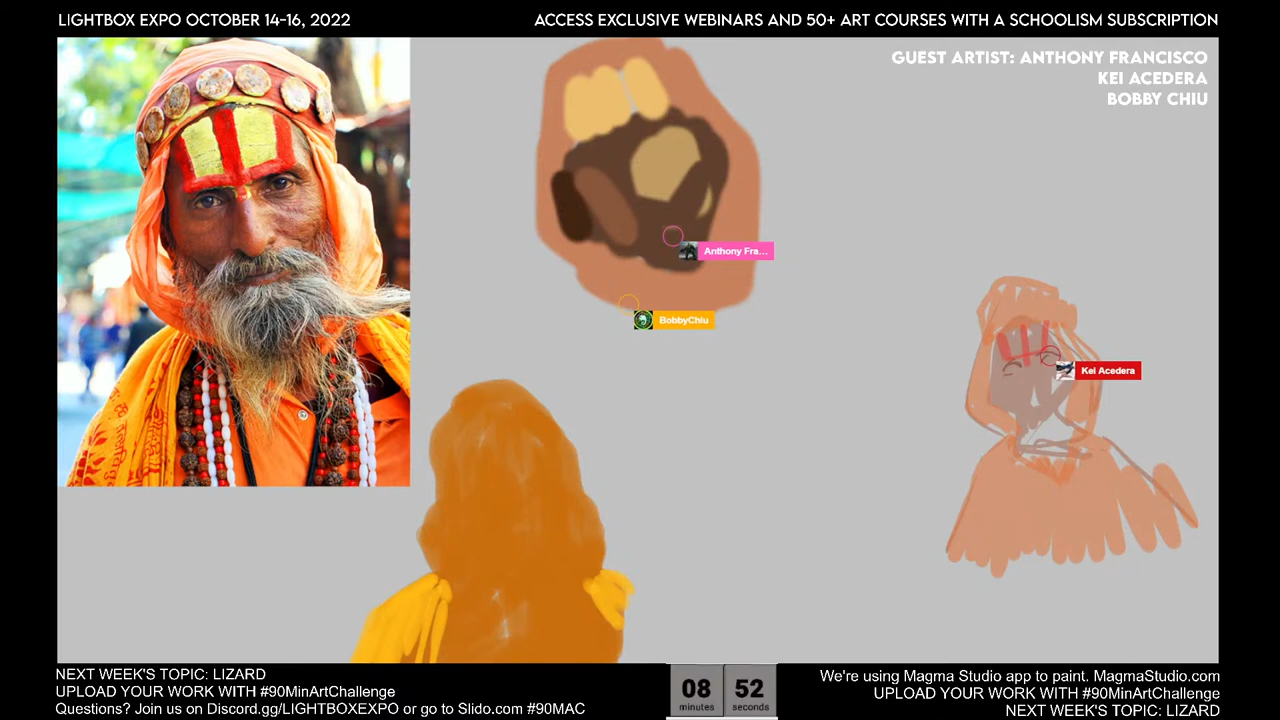 LIGHTBOX EXPO OCTOBER 14-16, 2022
ACCESS EXCLUSIVE WEBINARS AND 50+ ART COURSES WITH A SCHOOLISM SUBSCRIPTION
GUEST ARTIST: ANTHONY FRANCISCO
KEI ACEDERA
BOBBY CHIU
Anthony Fra...
BobbyChiu
Kei Acedera
NEXT WEEK'S TOPIC: LIZARD
UPLOAD YOUR WORK WITH #90MinArtChallenge
Questions? Join us on Discord.gg/LIGHTBOXEXPO or go to Slido.com #90MAC
08 52
minutes seconds
We're using Magma Studio app to paint. MagmaStudio.com
UPLOAD YOUR WORK WITH #90MinArtChallenge
NEXT WEEK'S TOPIC: LIZARD